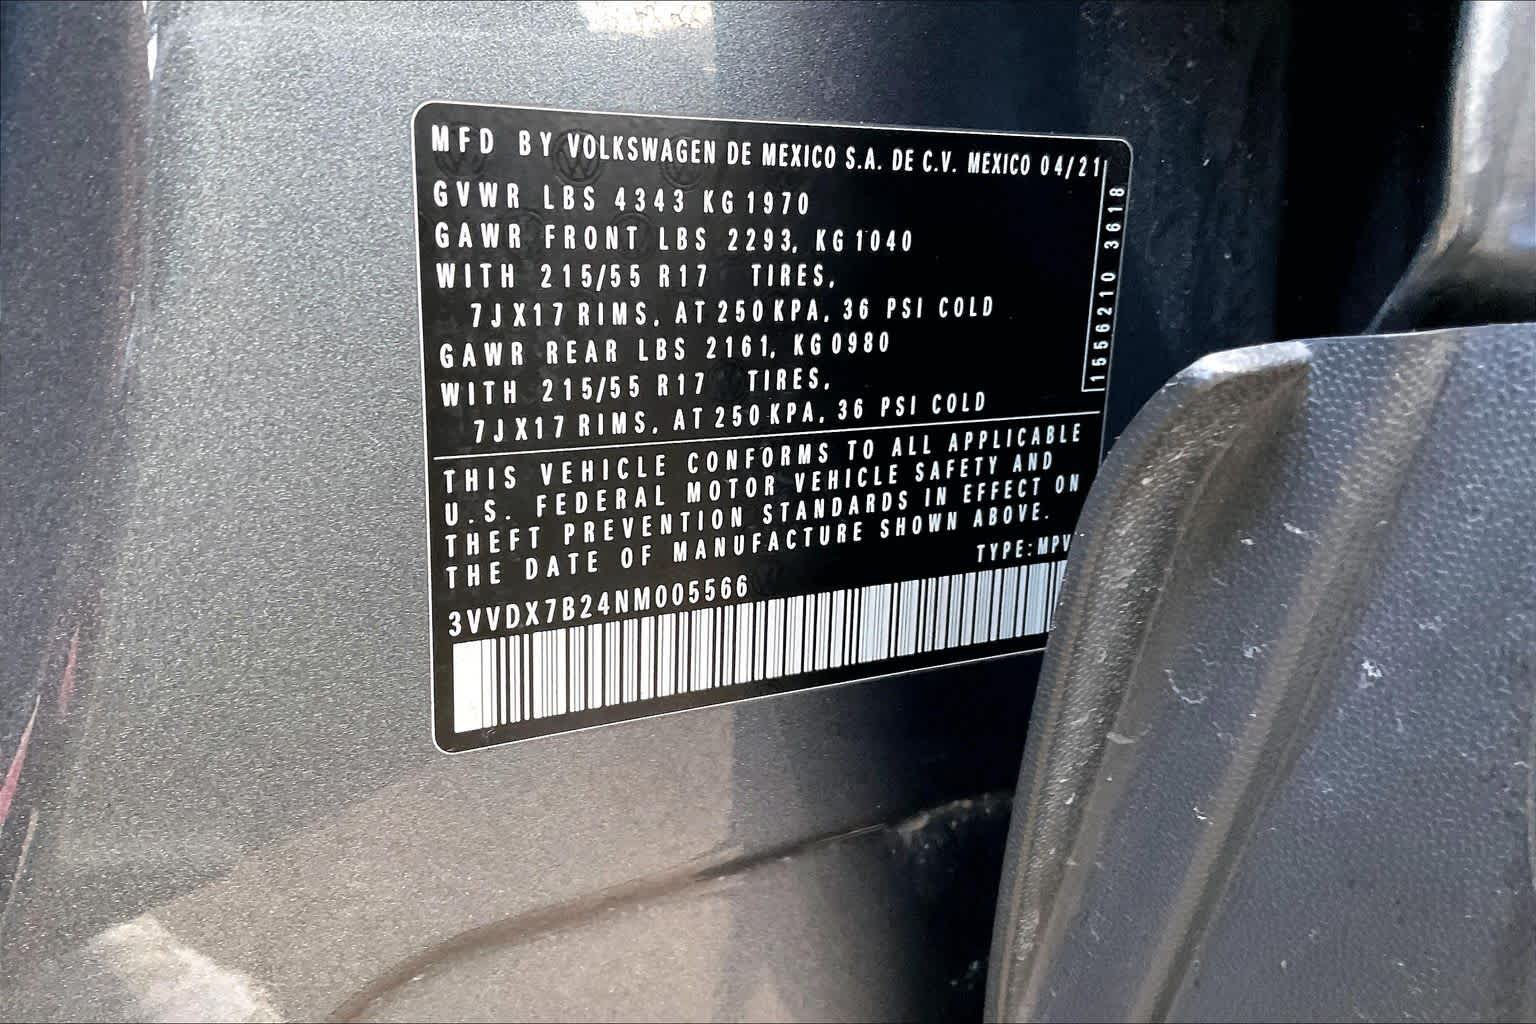 MFD BY VOLKSWAGEN DE MEXICO S.A. DE C.V. MEXICO 04/21
GVWR LBS 4343 KG 1970
GAWR FRONT LBS 2293, KG 1040
WITH 215/55 R17 TIRES,
7JX17 RIMS, AT 250 KPA, 36 PSI COLD
GAWR REAR LBS 2161, KG 0980
WITH 215/55 R17 TIRES,
7JX17 RIMS, AT 250 KPA, 36 PSI COLD
1556210 3618
THIS VEHICLE CONFORMS TO ALL APPLICABLE
U.S. FEDERAL MOTOR VEHICLE SAFETY AND
THEFT PREVENTION STANDARDS IN EFFECT ON
THE DATE OF MANUFACTURE SHOWN ABOVE.
TYPE:MPV
3VVDX7B24NM005566